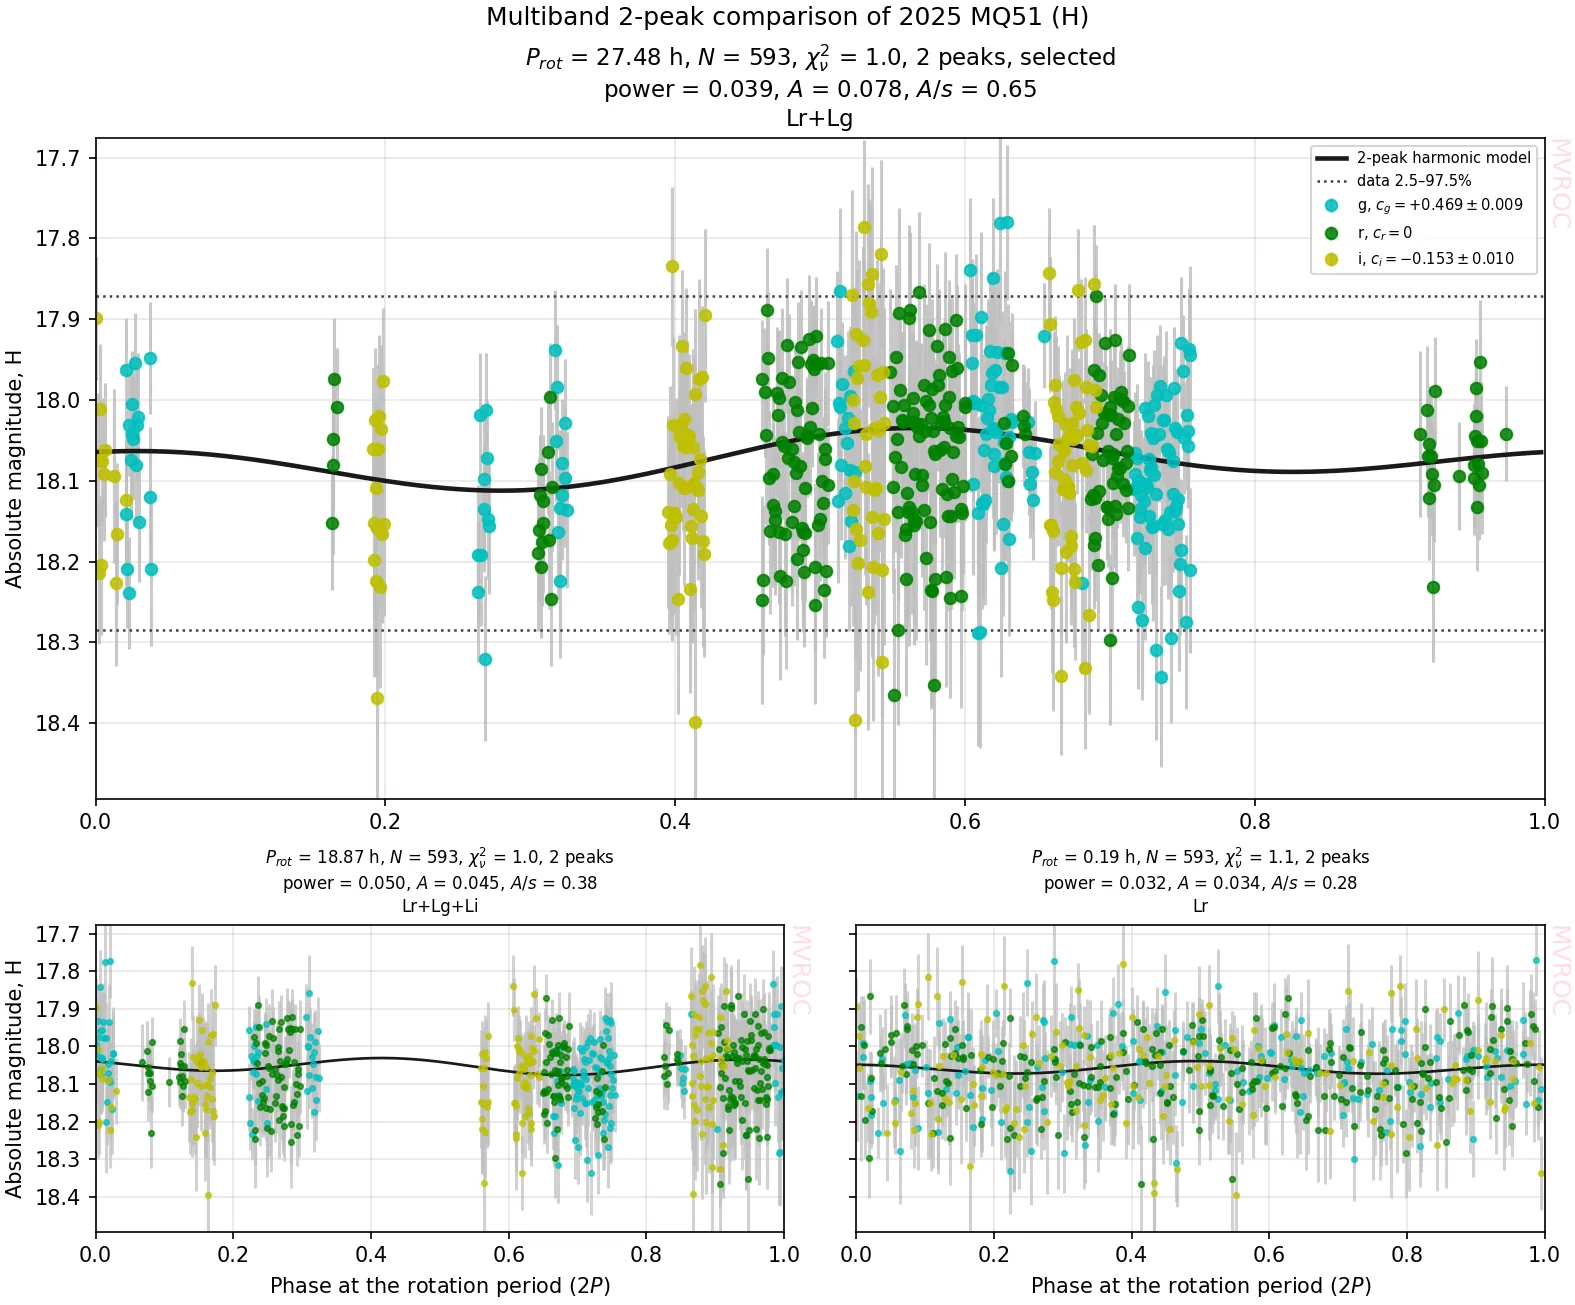 Multiband 2-peak comparison of 2025 MQ51 (H)
P_rot = 27.48 h, N = 593, χ²_ν = 1.0, 2 peaks, selected
power = 0.039, A = 0.078, A/s = 0.65
Lr+Lg
MVROC
2-peak harmonic model
data 2.5–97.5%
g, c_g = +0.469 ± 0.009
r, c_r = 0
i, c_i = −0.153 ± 0.010
Absolute magnitude, H
17.7
17.8
17.9
18.0
18.1
18.2
18.3
18.4
0.0 0.2 0.4 0.6 0.8 1.0
P_rot = 18.87 h, N = 593, χ²_ν = 1.0, 2 peaks
power = 0.050, A = 0.045, A/s = 0.38
Lr+Lg+Li
MVROC
Absolute magnitude, H
17.7
17.8
17.9
18.0
18.1
18.2
18.3
18.4
0.0 0.2 0.4 0.6 0.8 1.0
Phase at the rotation period (2P)
P_rot = 0.19 h, N = 593, χ²_ν = 1.1, 2 peaks
power = 0.032, A = 0.034, A/s = 0.28
Lr
MVROC
0.0 0.2 0.4 0.6 0.8 1.0
Phase at the rotation period (2P)